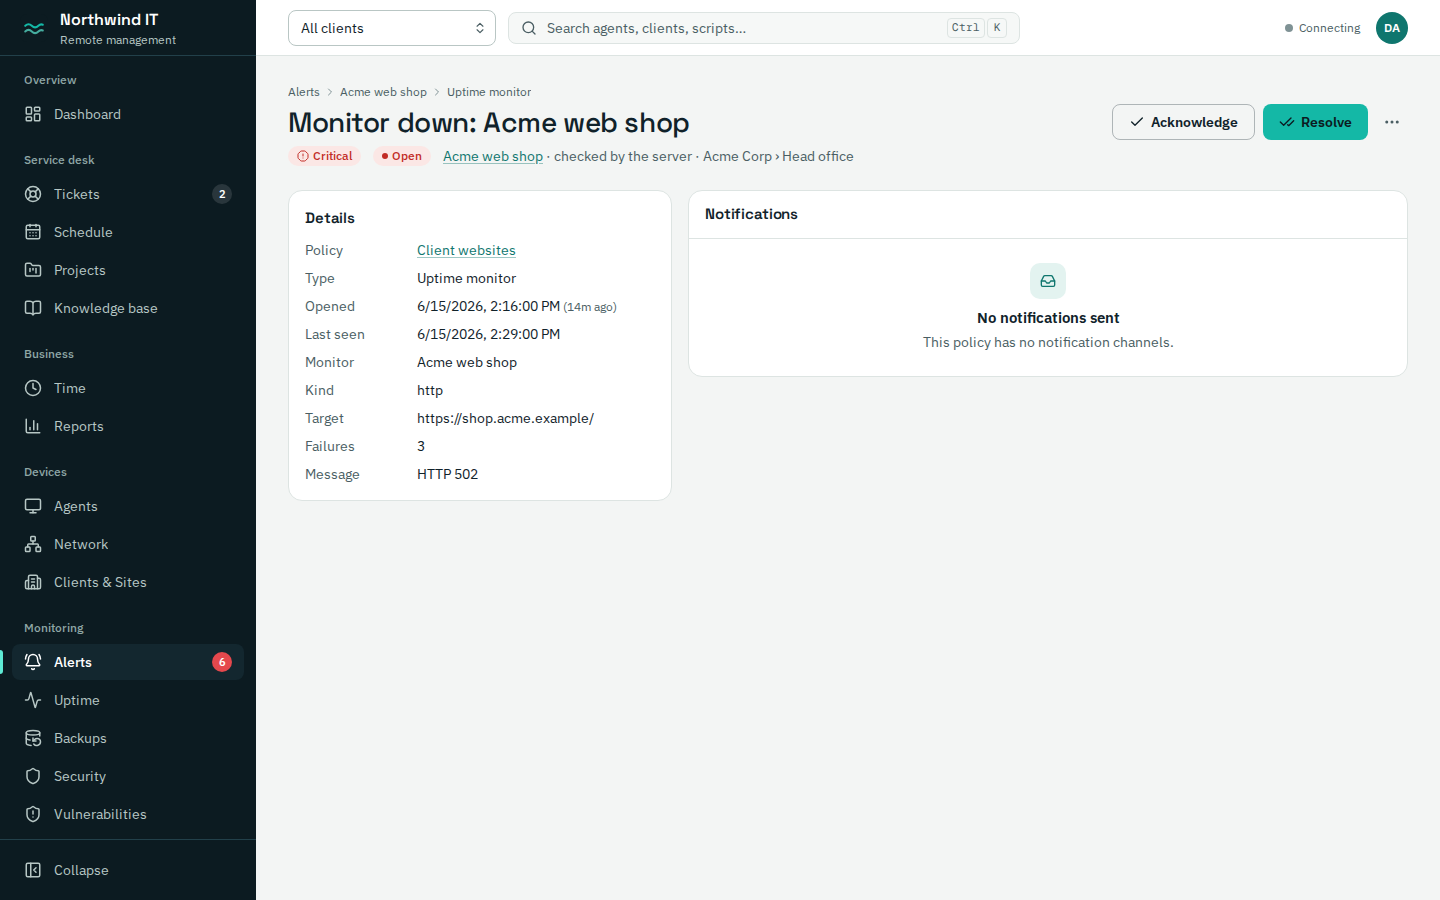 Northwind IT
Remote management
Overview
Dashboard
Service desk
Tickets 2
Schedule
Projects
Knowledge base
Business
Time
Reports
Devices
Agents
Network
Clients & Sites
Monitoring
Alerts 6
Uptime
Backups
Security
Vulnerabilities
Collapse
All clients
Search agents, clients, scripts... Ctrl K
Connecting DA
Alerts › Acme web shop › Uptime monitor
Monitor down: Acme web shop
Acknowledge
Resolve
Critical Open Acme web shop · checked by the server · Acme Corp › Head office
Details
Policy Client websites
Type Uptime monitor
Opened 6/15/2026, 2:16:00 PM (14m ago)
Last seen 6/15/2026, 2:29:00 PM
Monitor Acme web shop
Kind http
Target https://shop.acme.example/
Failures 3
Message HTTP 502
Notifications
No notifications sent
This policy has no notification channels.